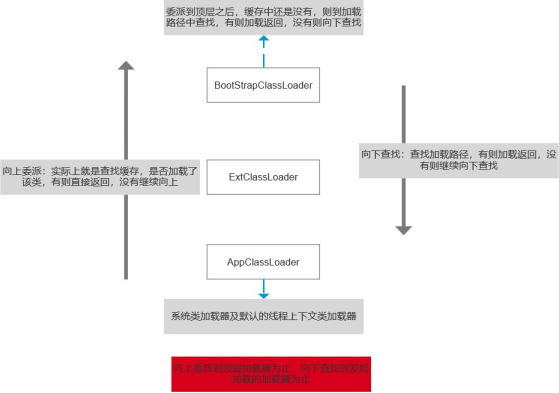 委派到顶层之后，缓存中还是没有，则到加载
路径中查找，有则加载返回，没有则向下查找
BootStrapClassLoader
向上委派：实际上就是查找缓存，是否加载了
该类，有则直接返回，没有继续向上
向下查找：查找加载路径，有则加载返回，没
有则继续向下查找
ExtClassLoader
AppClassLoader
系统类加载器及默认的线程上下文类加载器
向上委派到顶层加载器为止，向下查找到发起
加载的加载器为止